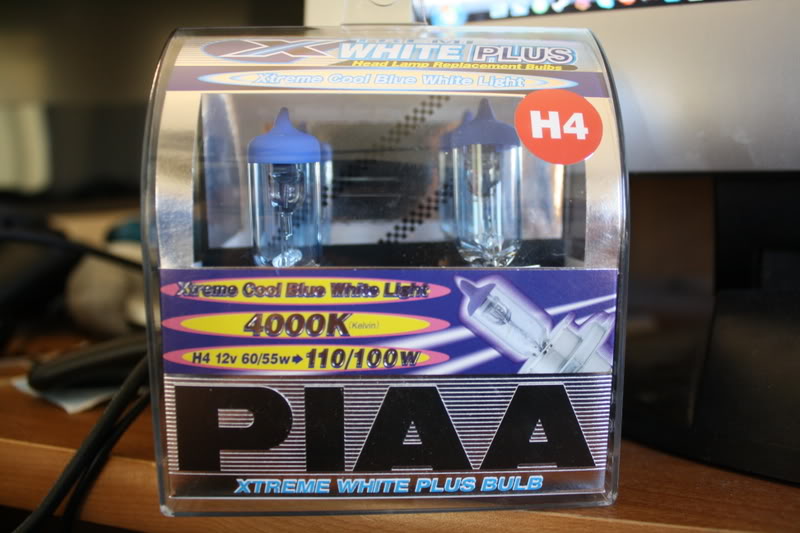 X
WHITE PLUS
Head Lamp Replacement Bulbs
Xtreme Cool Blue White Light
H4
Xtreme Cool Blue White Light
4000K (Kelvin)
H4 12v 60/55w ➔ 110/100w
PIAA
XTREME WHITE PLUS BULB